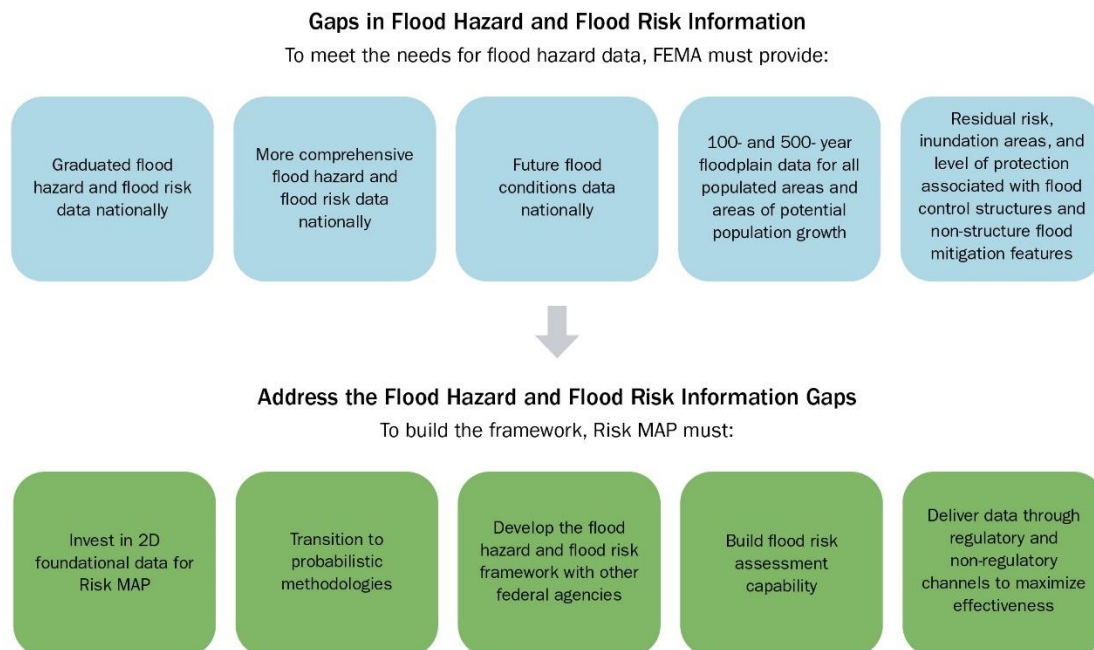 Gaps in Flood Hazard and Flood Risk Information
To meet the needs for flood hazard data, FEMA must provide:
Graduated flood
hazard and flood risk
data nationally
More comprehensive
flood hazard and
flood risk data
nationally
Future flood
conditions data
nationally
100- and 500- year
floodplain data for all
populated areas and
areas of potential
population growth
Residual risk,
inundation areas, and
level of protection
associated with flood
control structures and
non-structure flood
mitigation features
Address the Flood Hazard and Flood Risk Information Gaps
To build the framework, Risk MAP must:
Invest in 2D
foundational data for
Risk MAP
Transition to
probabilistic
methodologies
Develop the flood
hazard and flood risk
framework with other
federal agencies
Build flood risk
assessment
capability
Deliver data through
regulatory and
non-regulatory
channels to maximize
effectiveness